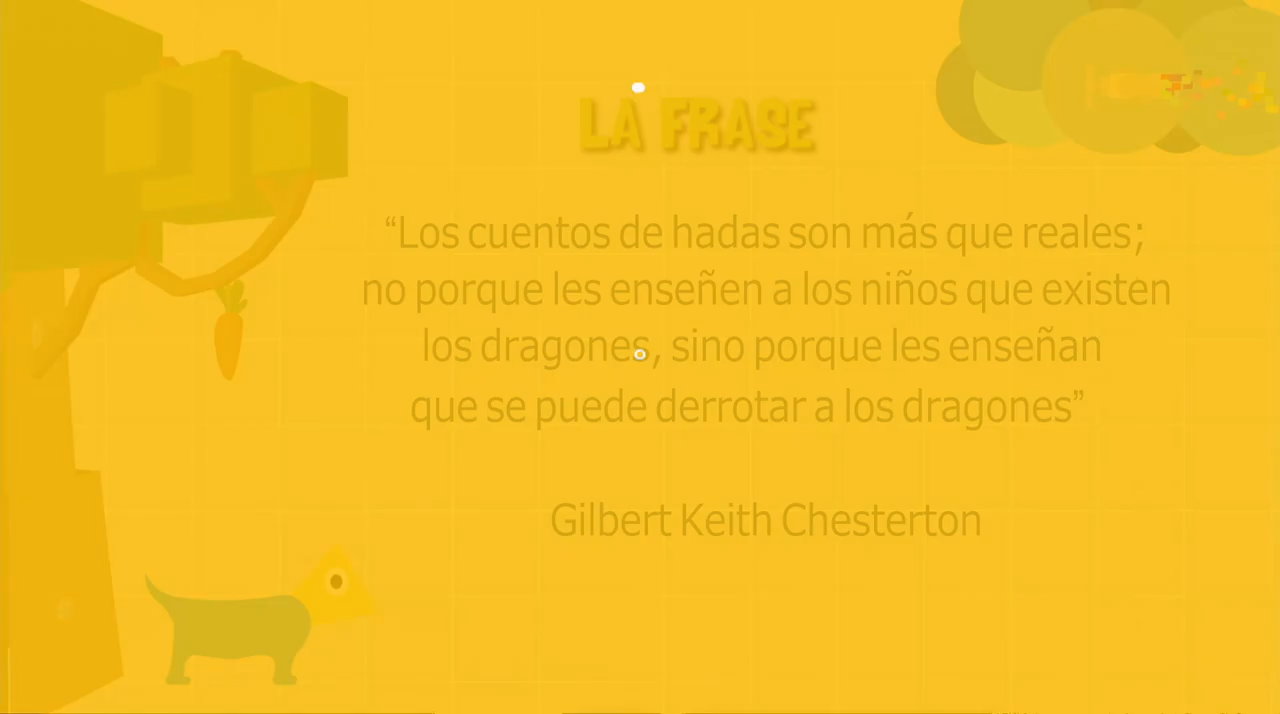 LA FRASE
“Los cuentos de hadas son más que reales;
no porque les enseñen a los niños que existen
los dragones, sino porque les enseñan
que se puede derrotar a los dragones”
Gilbert Keith Chesterton